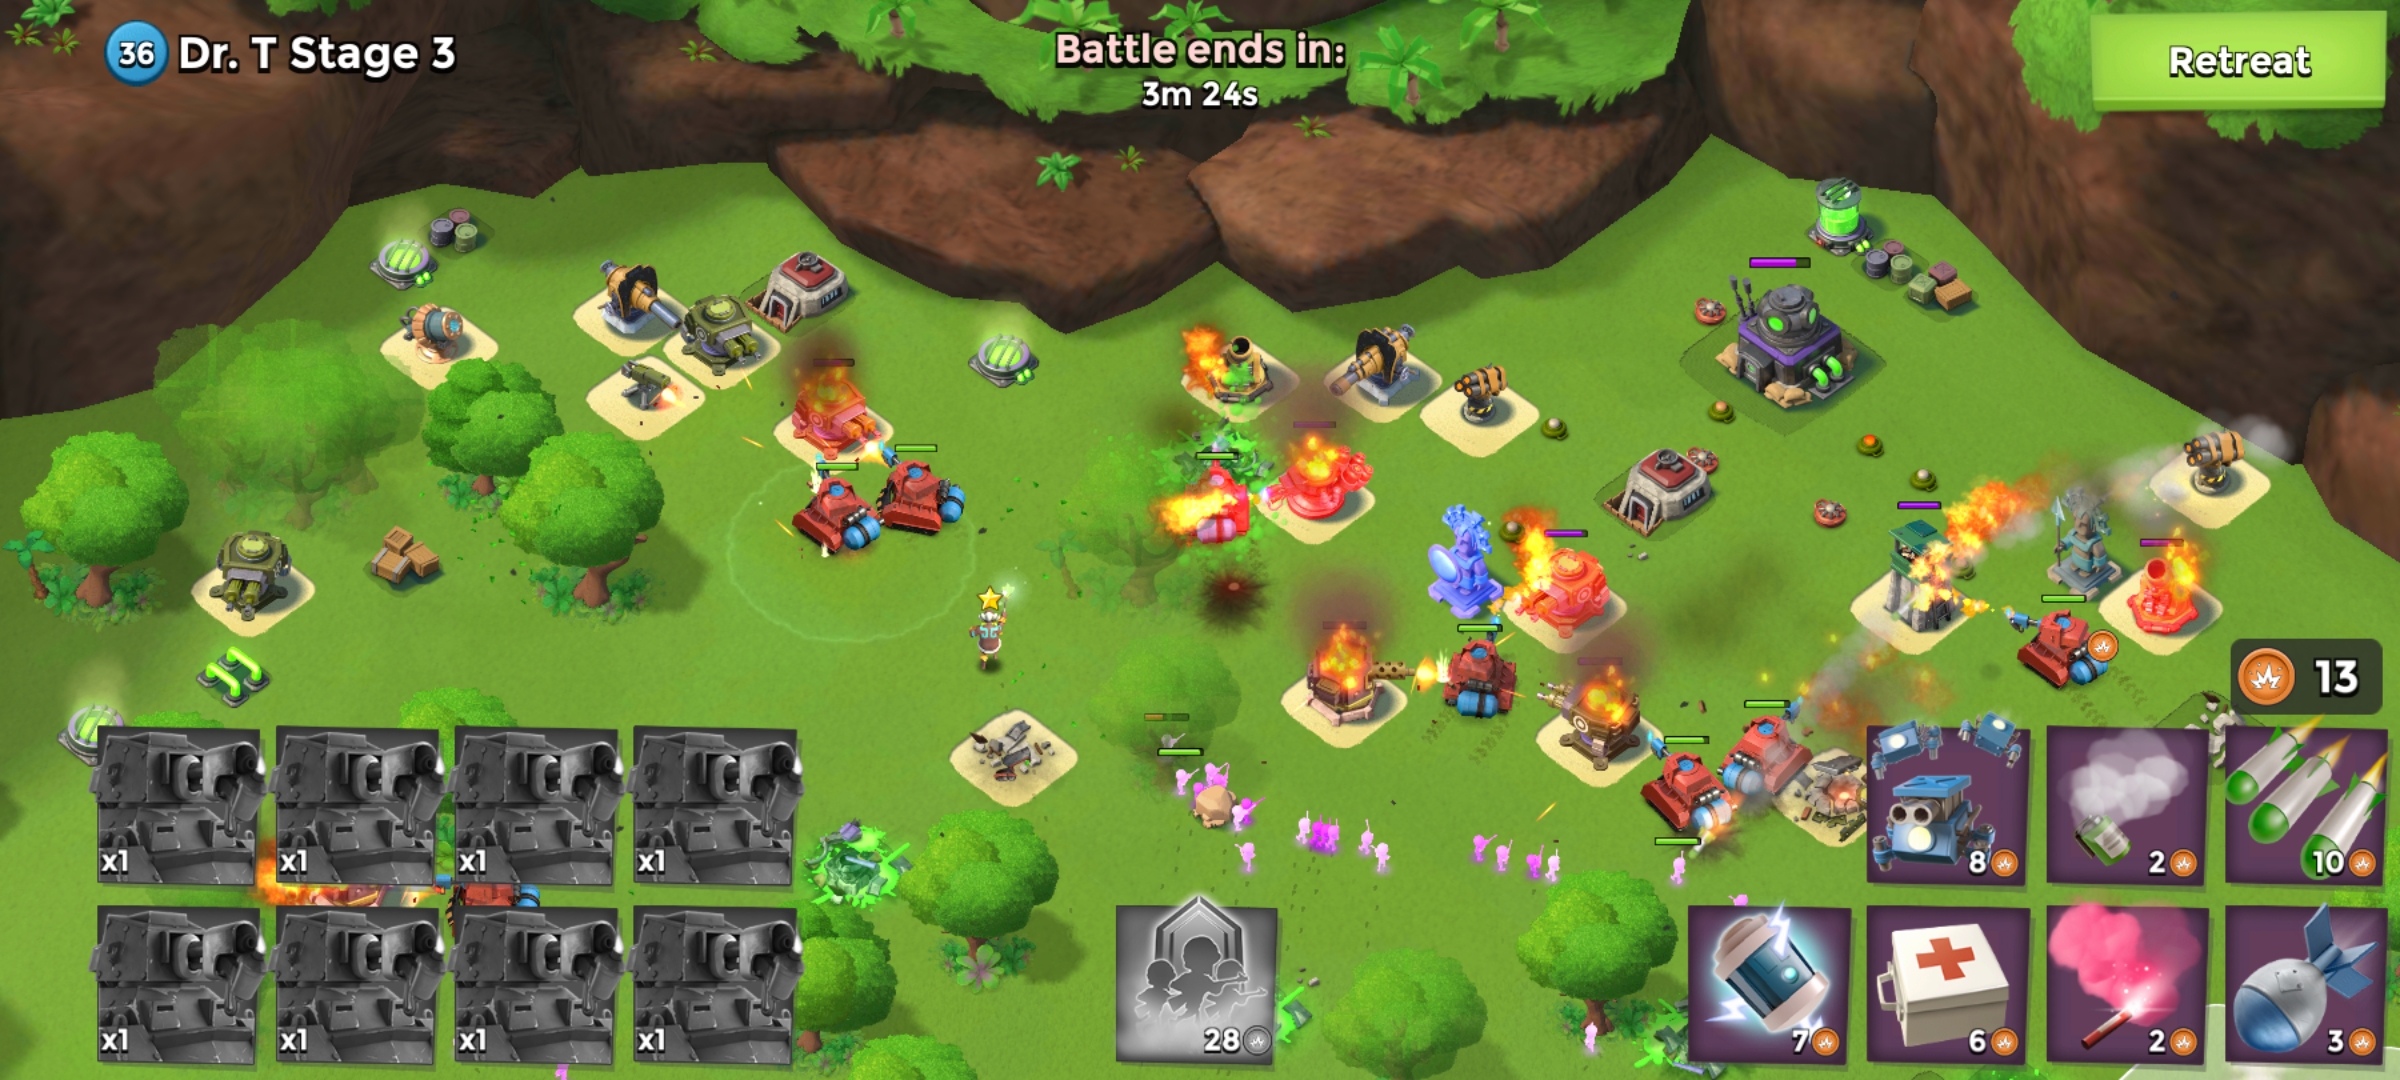 36 Dr. T Stage 3
Battle ends in:
3m 24s
Retreat
13
x1 x1 x1 x1
8 2 10
x1 x1 x1 x1
28 7 6 2 3